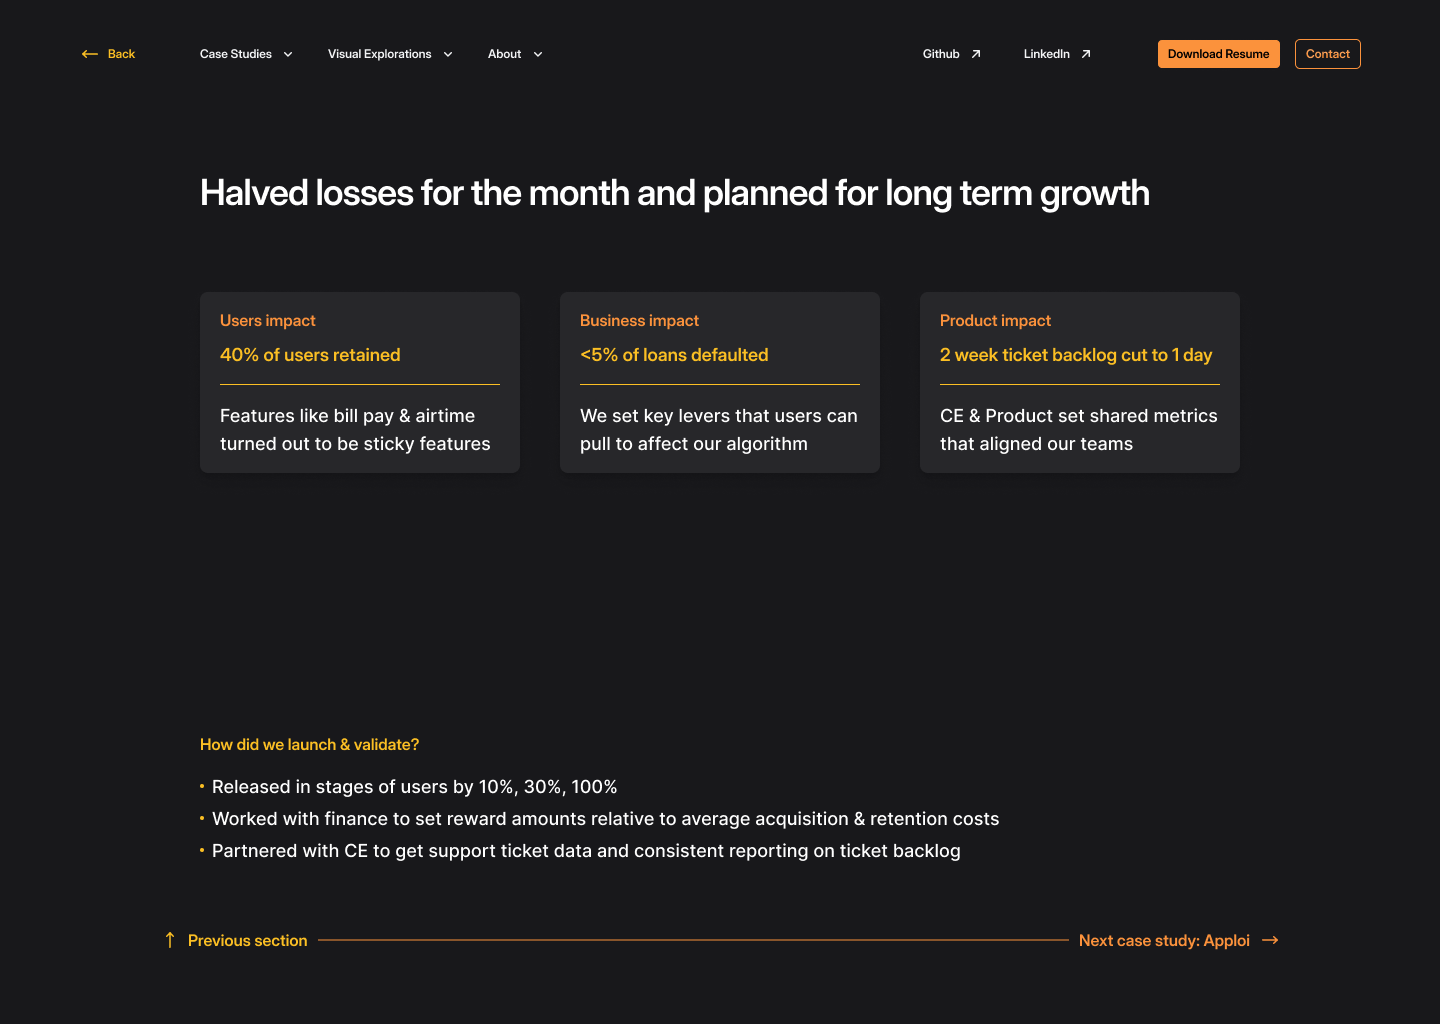 Back
Case Studies
Visual Explorations
About
Github
LinkedIn
Download Resume
Contact
Halved losses for the month and planned for long term growth
Users impact
40% of users retained
Features like bill pay & airtime
turned out to be sticky features
Business impact
<5% of loans defaulted
We set key levers that users can
pull to affect our algorithm
Product impact
2 week ticket backlog cut to 1 day
CE & Product set shared metrics
that aligned our teams
How did we launch & validate?
• Released in stages of users by 10%, 30%, 100%
• Worked with finance to set reward amounts relative to average acquisition & retention costs
• Partnered with CE to get support ticket data and consistent reporting on ticket backlog
Previous section
Next case study: Apploi